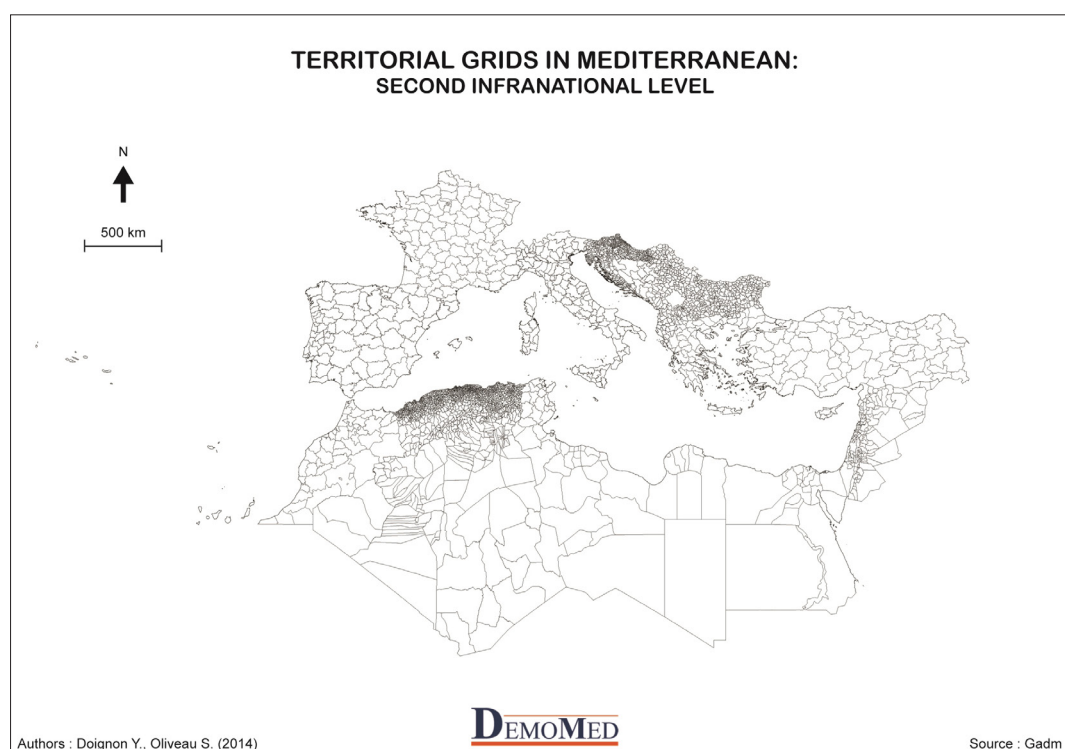 TERRITORIAL GRIDS IN MEDITERRANEAN:
SECOND INFRANATIONAL LEVEL
N
500 km
DEMOMED
Authors : Doignon Y., Oliveau S. (2014)
Source : Gadm